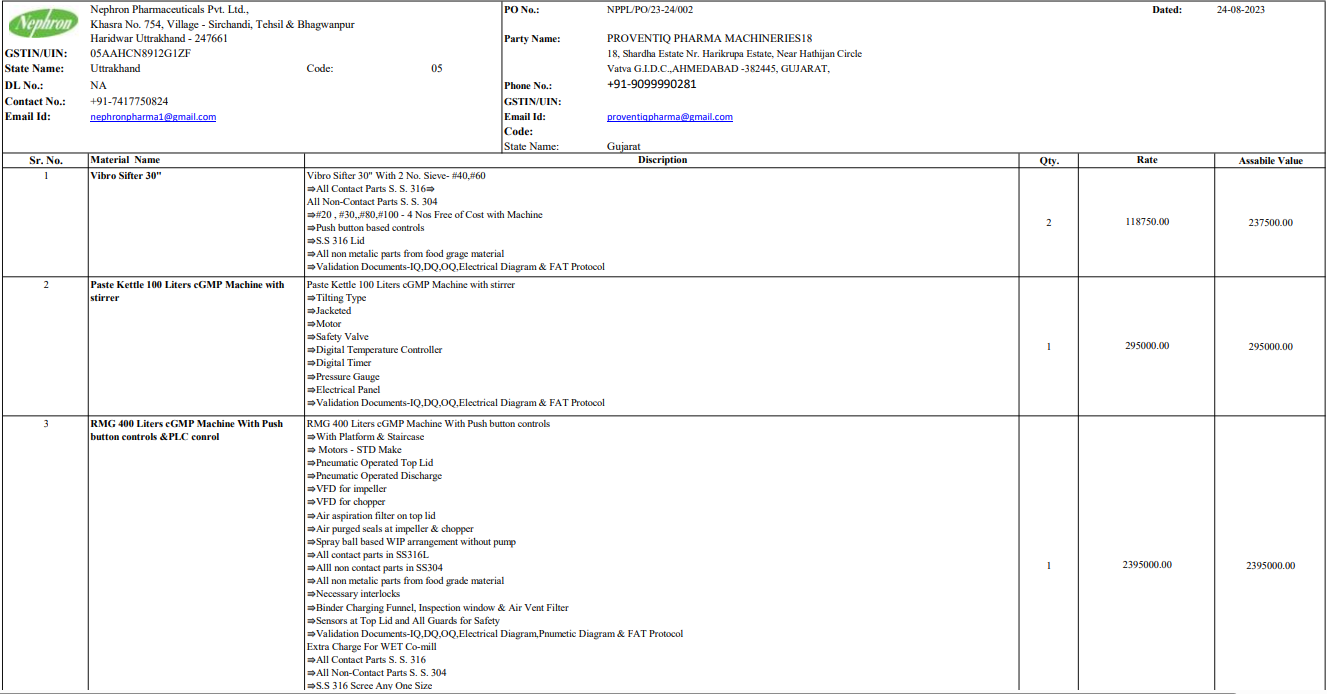 Nephron
Nephron Pharmaceuticals Pvt. Ltd.,
Khasra No. 754, Village - Sirchandi, Tehsil & Bhagwanpur
Haridwar Uttrakhand - 247661
GSTIN/UIN: 05AAHCN8912G1ZF
State Name: Uttrakhand Code: 05
DL No.: NA
Contact No.: +91-7417750824
Email Id: nephronpharma1@gmail.com
PO No.: NPPL/PO/23-24/002 Dated: 24-08-2023
Party Name: PROVENTIQ PHARMA MACHINERIES18
18, Shardha Estate Nr. Harikrupa Estate, Near Hathijan Circle
Vatva G.I.D.C.,AHMEDABAD -382445, GUJARAT,
Phone No.: +91-9099990281
GSTIN/UIN:
Email Id: proventiqpharma@gmail.com
Code:
State Name: Gujarat
Sr. No. Material Name Discription Qty. Rate Assabile Value
1 Vibro Sifter 30" Vibro Sifter 30" With 2 No. Sieve- #40,#60
⇒All Contact Parts S. S. 316⇒
All Non-Contact Parts S. S. 304
⇒#20 , #30,,#80,#100 - 4 Nos Free of Cost with Machine
⇒Push button based controls
2 118750.00 237500.00
⇒S.S 316 Lid
⇒All non metalic parts from food grage material
⇒Validation Documents-IQ,DQ,OQ,Electrical Diagram & FAT Protocol
2 Paste Kettle 100 Liters cGMP Machine with stirrer Paste Kettle 100 Liters cGMP Machine with stirrer
⇒Tilting Type
⇒Jacketed
⇒Motor
⇒Safety Valve
⇒Digital Temperature Controller
1 295000.00 295000.00
⇒Digital Timer
⇒Pressure Gauge
⇒Electrical Panel
⇒Validation Documents-IQ,DQ,OQ,Electrical Diagram & FAT Protocol
3 RMG 400 Liters cGMP Machine With Push button controls &PLC conrol RMG 400 Liters cGMP Machine With Push button controls
⇒With Platform & Staircase
⇒ Motors - STD Make
⇒Pneumatic Operated Top Lid
⇒Pneumatic Operated Discharge
⇒VFD for impeller
⇒VFD for chopper
⇒Air aspiration filter on top lid
⇒Air purged seals at impeller & chopper
⇒Spray ball based WIP arrangement without pump
⇒All contact parts in SS316L
⇒Alll non contact parts in SS304
1 2395000.00 2395000.00
⇒All non metalic parts from food grade material
⇒Necessary interlocks
⇒Binder Charging Funnel, Inspection window & Air Vent Filter
⇒Sensors at Top Lid and All Guards for Safety
⇒Validation Documents-IQ,DQ,OQ,Electrical Diagram,Pnumetic Diagram & FAT Protocol
Extra Charge For WET Co-mill
⇒All Contact Parts S. S. 316
⇒All Non-Contact Parts S. S. 304
⇒S.S 316 Scree Any One Size